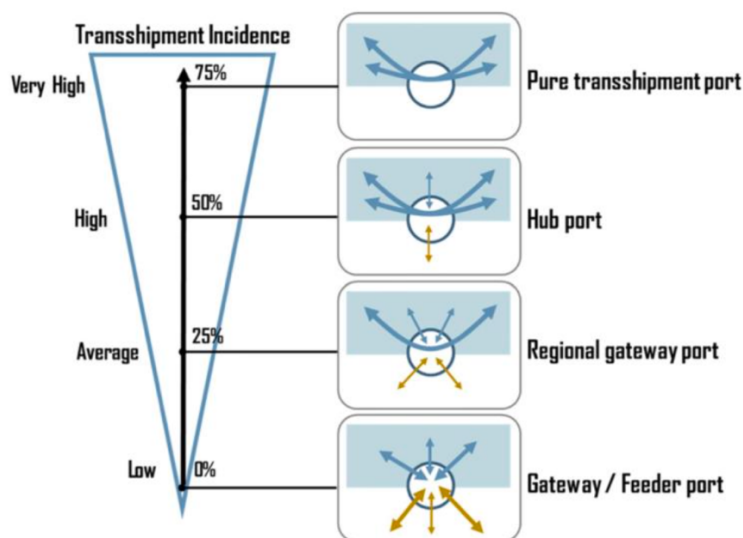 Transshipment Incidence
Very High
75%
Pure transshipment port
High
50%
Hub port
Average
25%
Regional gateway port
Low
0%
Gateway / Feeder port